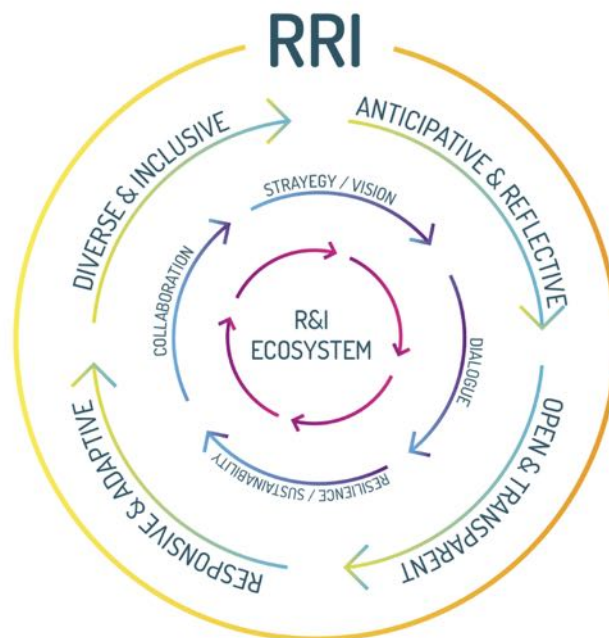 RRI
ANTICIPATIVE & REFLECTIVE
OPEN & TRANSPARENT
RESPONSIVE & ADAPTIVE
DIVERSE & INCLUSIVE
STRAYEGY / VISION
DIALOGUE
RESILIENCE / SUSTAINABILITY
COLLABORATION
R&I
ECOSYSTEM